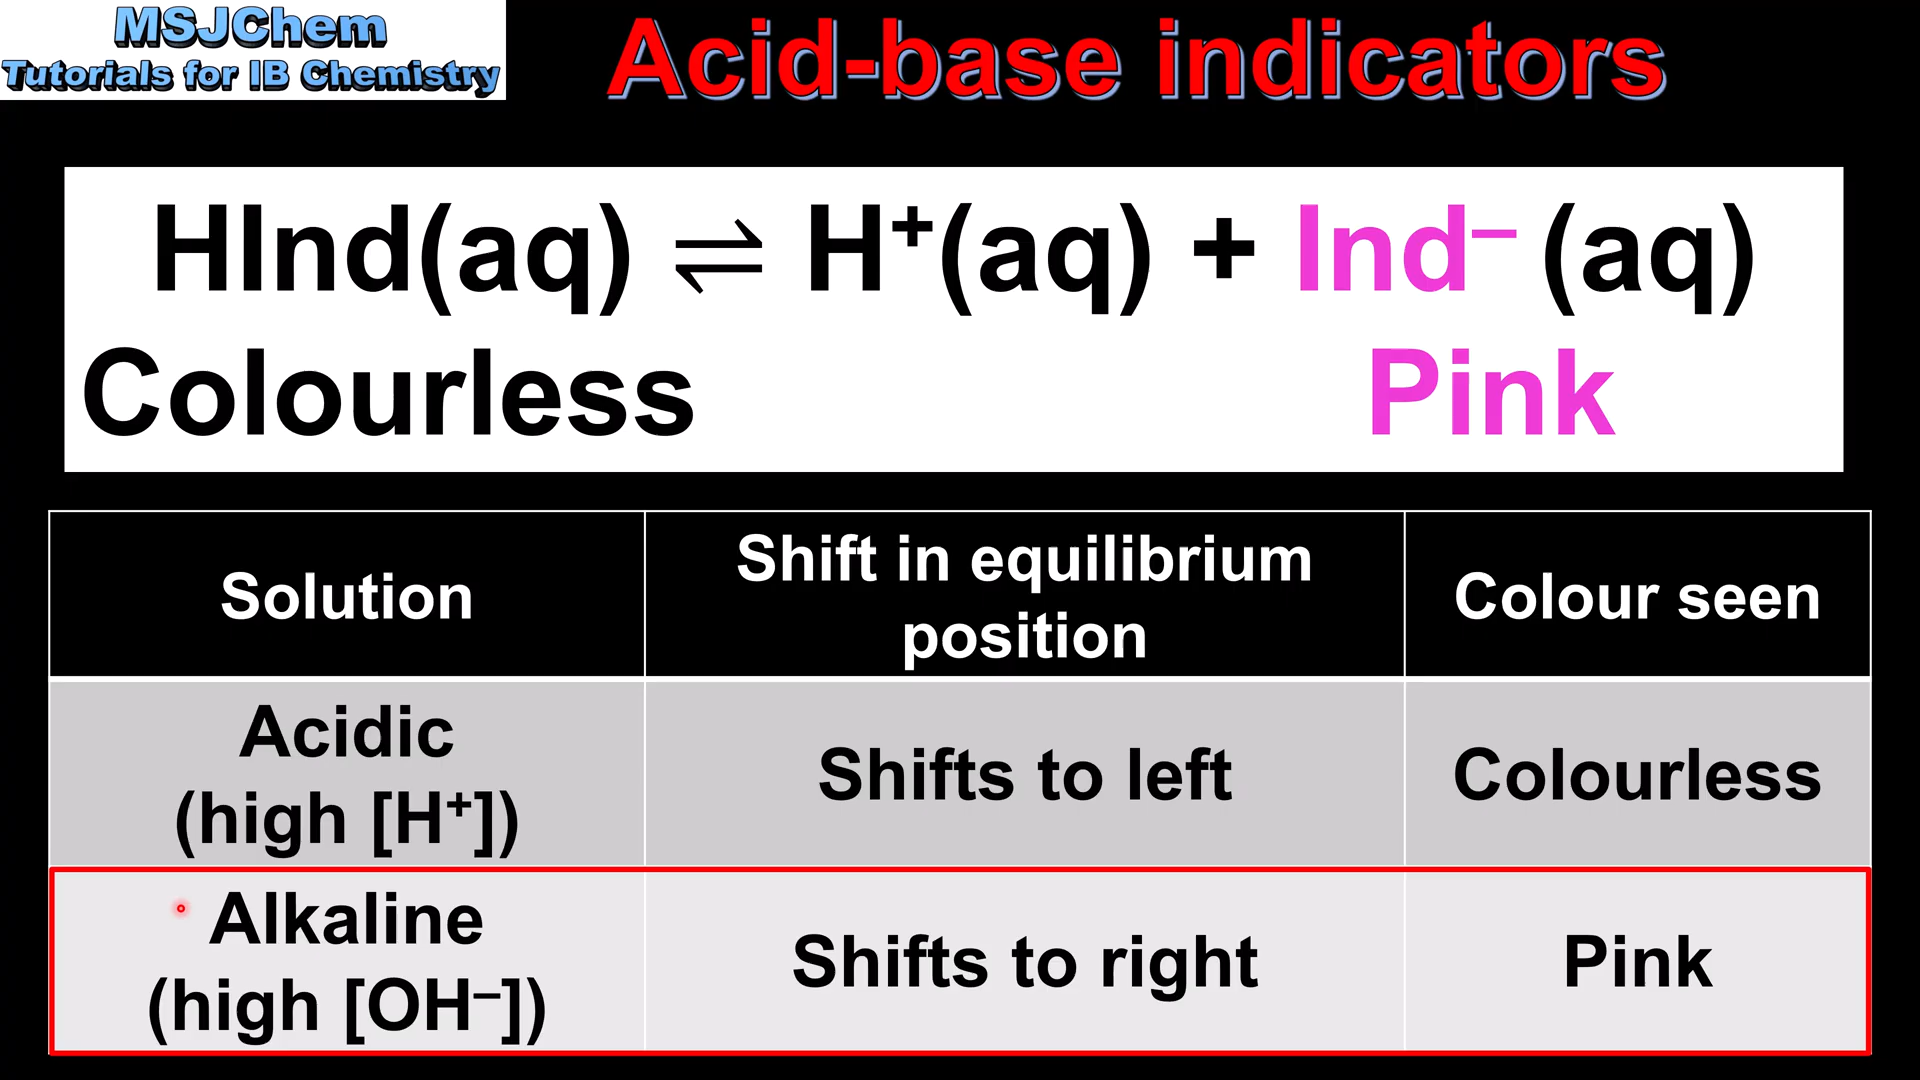 MSJChem
Tutorials for IB Chemistry
Acid-base indicators
HInd(aq) ⇌ H⁺(aq) + Ind⁻ (aq)
Colourless Pink
Solution
Shift in equilibrium
position
Colour seen
Acidic
(high [H⁺])
Shifts to left
Colourless
Alkaline
(high [OH⁻])
Shifts to right
Pink